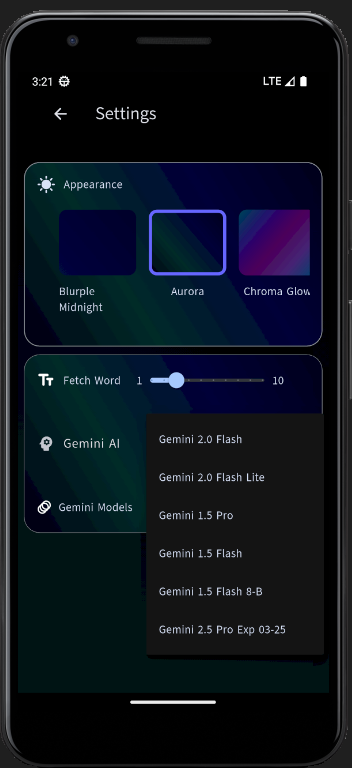 3:21
LTE
Settings
Appearance
Blurple
Midnight
Aurora
Chroma Glow
Tт Fetch Word 1 10
Gemini AI
Gemini Models
Gemini 2.0 Flash
Gemini 2.0 Flash Lite
Gemini 1.5 Pro
Gemini 1.5 Flash
Gemini 1.5 Flash 8-B
Gemini 2.5 Pro Exp 03-25